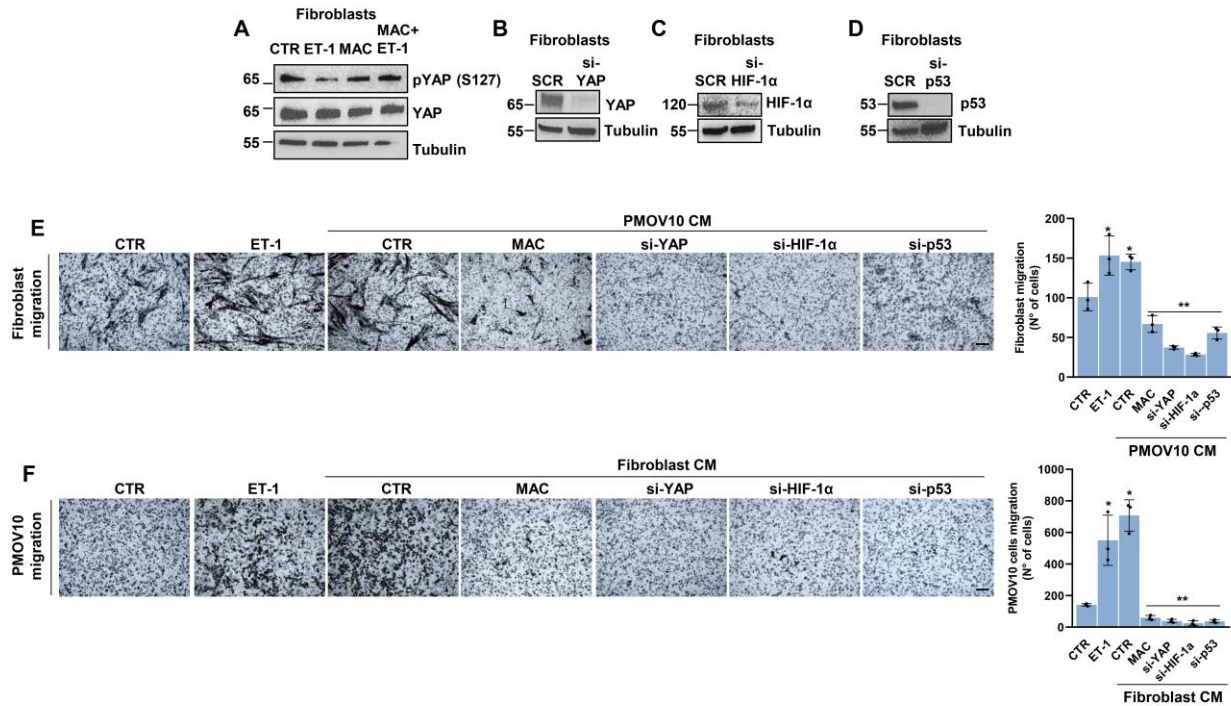 A
Fibroblasts
CTR ET-1 MAC MAC+ ET-1
65 pYAP (S127)
YAP
65
55 Tubulin
B
Fibroblasts
SCR si-YAP
65 YAP
55 Tubulin
C
Fibroblasts
SCR si-HIF-1α
120 HIF-1α
55 Tubulin
D
Fibroblasts
SCR si-p53
53 p53
55 Tubulin
E
PMOV10 CM
CTR ET-1 CTR MAC si-YAP si-HIF-1α si-p53
Fibroblast migration
Fibroblast migration
(N° of cells)
200
150
100
50
0
* * **
CTR ET-1 CTR MAC si-YAP si-HIF-1a si--p53
PMOV10 CM
F
Fibroblast CM
CTR ET-1 CTR MAC si-YAP si-HIF-1α si-p53
PMOV10 migration
PMOV10 cells migration
(N° of cells)
1000
800
600
400
200
0
* * **
CTR ET-1 CTR MAC si-YAP si-HIF-1a si-p53
Fibroblast CM